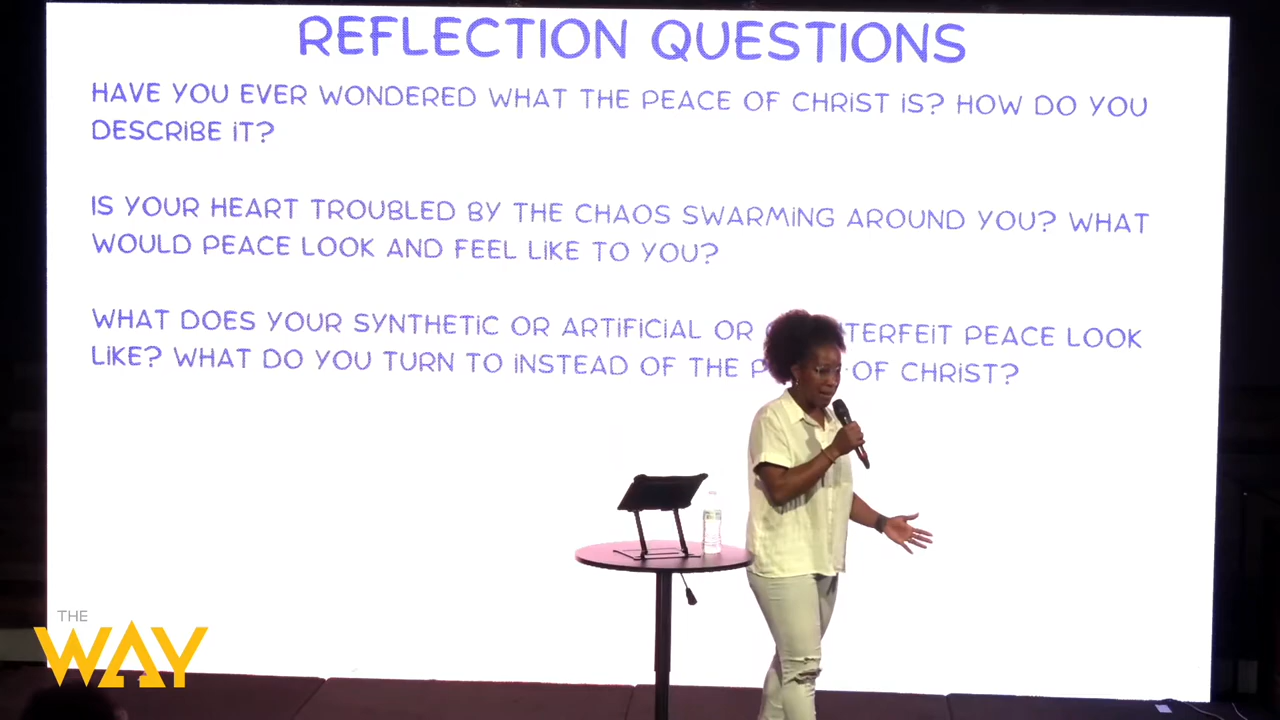 REFLECTION QUESTIONS
HAVE YOU EVER WONDERED WHAT THE PEACE OF CHRiST iS? HOW DO YOU
DESCRiBE iT?
IS YOUR HEART TROUBLED BY THE CHAOS SWARMiNG AROUND YOU? WHAT
WOULD PEACE LOOK AND FEEL LiKE TO YOU?
WHAT DOES YOUR SYNTHETiC OR ARTiFiCiAL OR TERFEiT PEACE LOOK
LiKE? WHAT DO YOU TURN TO iNSTEAD OF THE OF CHRiST?
THE
WAY